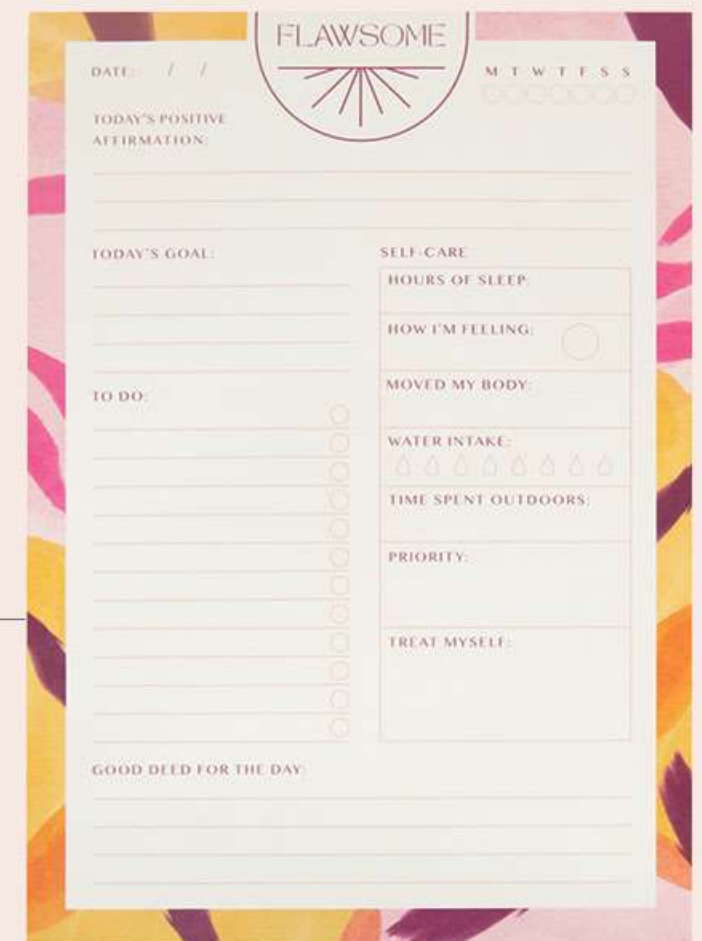 FLAWSOME
DATE: / /
M T W T F S S
TODAY'S POSITIVE
AFFIRMATION:
TODAY'S GOAL:
SELF-CARE
HOURS OF SLEEP:
HOW I'M FEELING:
MOVED MY BODY:
WATER INTAKE:
TIME SPENT OUTDOORS:
PRIORITY:
TREAT MYSELF:
TO DO:
GOOD DEED FOR THE DAY: